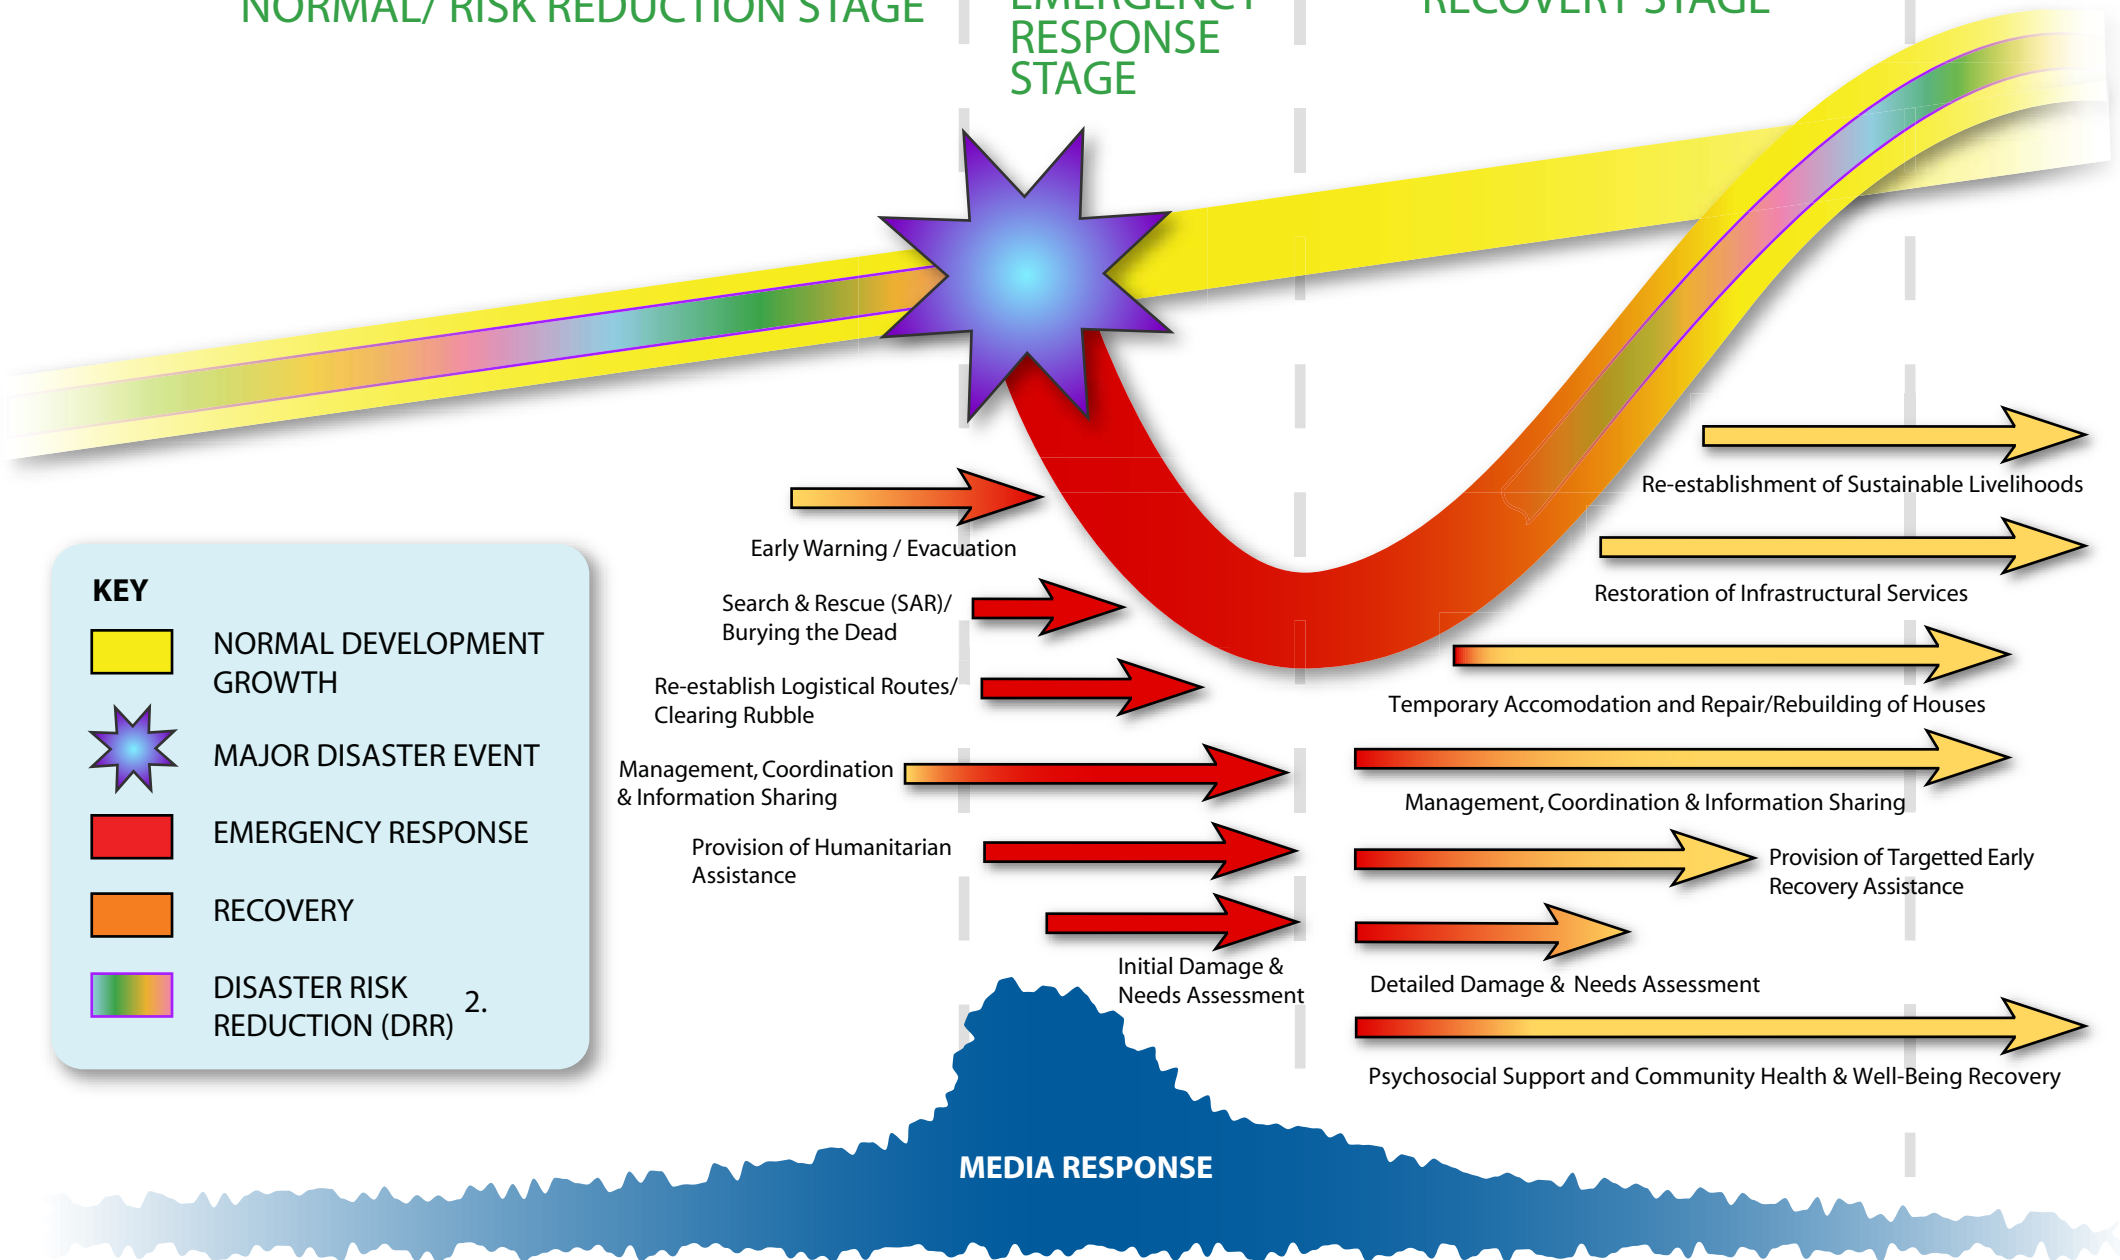 NORMAL/ RISK REDUCTION STAGE
EMERGENCY
RESPONSE
STAGE
RECOVERY STAGE
Early Warning / Evacuation
Search & Rescue (SAR)/
Burying the Dead
Re-establish Logistical Routes/
Clearing Rubble
Management, Coordination
& Information Sharing
Provision of Humanitarian
Assistance
Initial Damage &
Needs Assessment
Re-establishment of Sustainable Livelihoods
Restoration of Infrastructural Services
Temporary Accomodation and Repair/Rebuilding of Houses
Management, Coordination & Information Sharing
Provision of Targetted Early
Recovery Assistance
Detailed Damage & Needs Assessment
Psychosocial Support and Community Health & Well-Being Recovery
KEY
NORMAL DEVELOPMENT
GROWTH
MAJOR DISASTER EVENT
EMERGENCY RESPONSE
RECOVERY
DISASTER RISK
REDUCTION (DRR) 2.
MEDIA RESPONSE